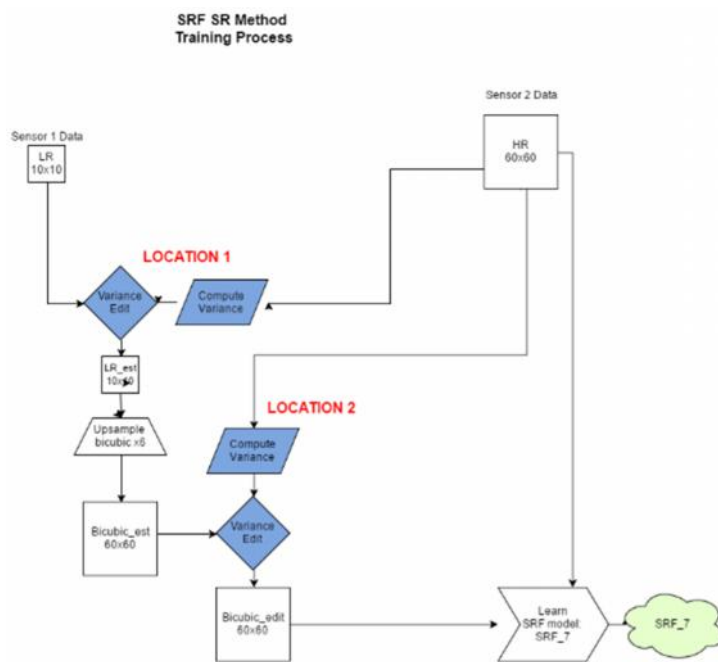 SRF SR Method
Training Process
Sensor 2 Data
Sensor 1 Data
LR
10x10
HR
60x60
LOCATION 1
Variance
Edit
Compute
Variance
LR_est
10x10
LOCATION 2
Upsample
bicubic x6
Compute
Variance
Bicubic_est
60x60
Variance
Edit
Bicubic_edit
60x60
Learn
SRF model:
SRF_7
SRF_7